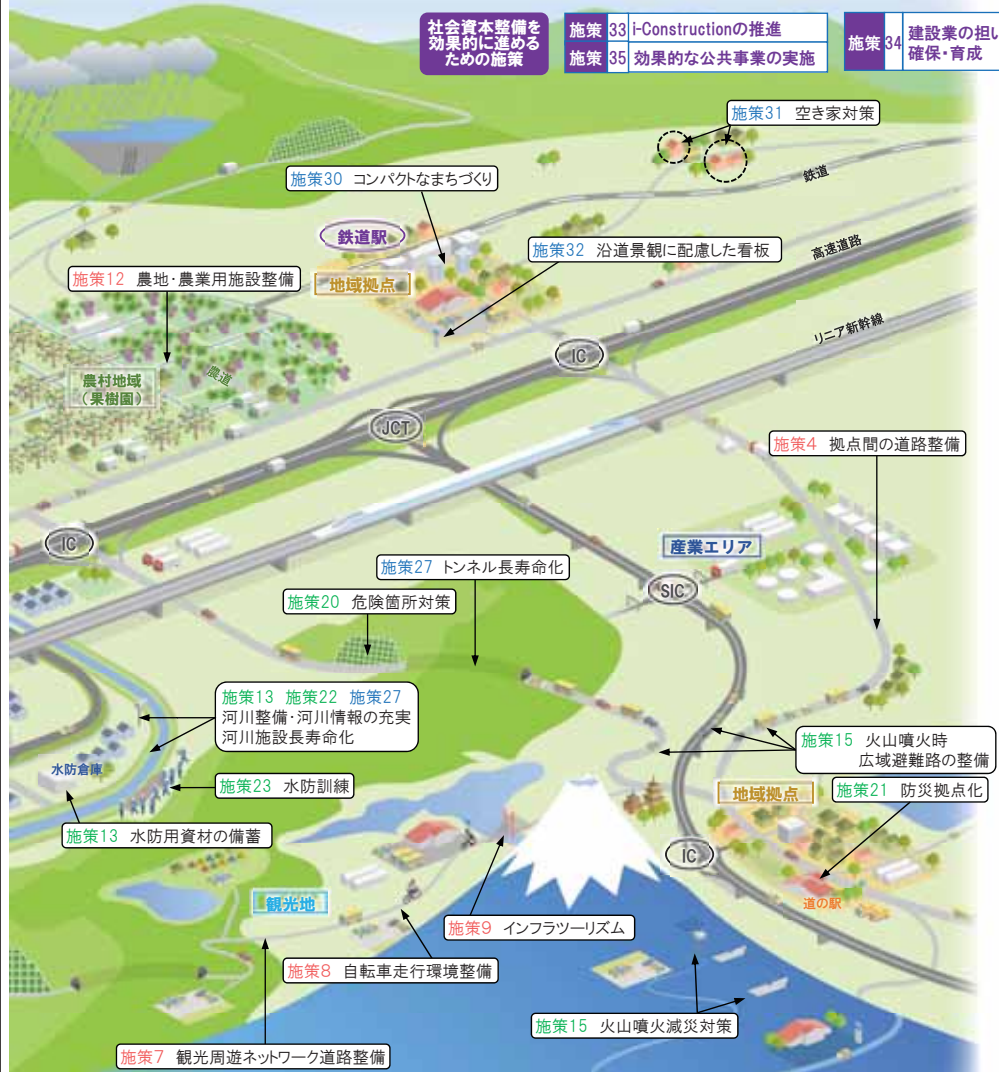 社会資本整備を
効果的に進める
ための施策
施策 33 i-Constructionの推進
施策 35 効果的な公共事業の実施
施策 34 建設業の担い
確保・育成
施策31 空き家対策
施策30 コンパクトなまちづくり
鉄道
鉄道駅
施策32 沿道景観に配慮した看板
高速道路
施策12 農地・農業用施設整備
地域拠点
リニア新幹線
IC
農道
農村地域
(果樹園)
JCT
施策4 拠点間の道路整備
IC
産業エリア
施策27 トンネル長寿命化
SIC
施策20 危険箇所対策
施策13 施策22 施策27
河川整備・河川情報の充実
河川施設長寿命化
施策15 火山噴火時
広域避難路の整備
水防倉庫
施策23 水防訓練
地域拠点
施策21 防災拠点化
施策13 水防用資材の備蓄
IC
道の駅
観光地
施策9 インフラツーリズム
施策8 自転車走行環境整備
施策15 火山噴火減災対策
施策7 観光周遊ネットワーク道路整備